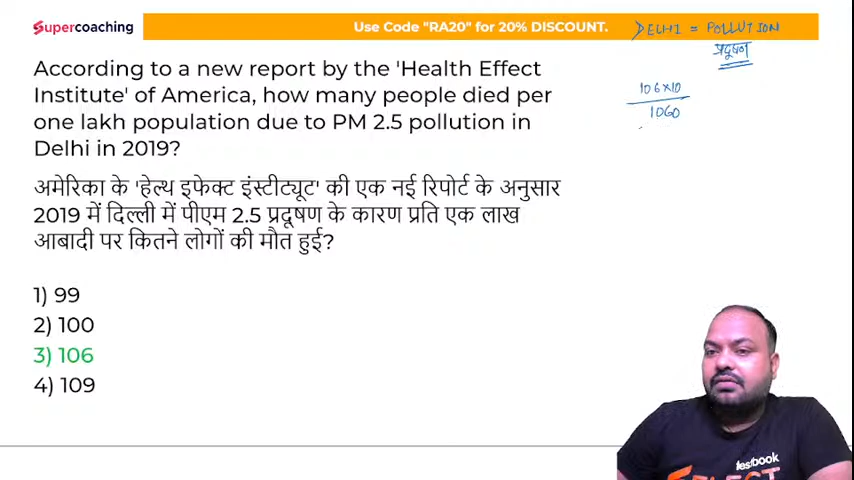 Supercoaching
Use Code "RA20" for 20% DISCOUNT.
DELHI = POLLUTION
प्रदूषण
According to a new report by the 'Health Effect
Institute' of America, how many people died per
one lakh population due to PM 2.5 pollution in
Delhi in 2019?
106×10
1060
अमेरिका के 'हेल्थ इफेक्ट इंस्टीट्यूट' की एक नई रिपोर्ट के अनुसार
2019 में दिल्ली में पीएम 2.5 प्रदूषण के कारण प्रति एक लाख
आबादी पर कितने लोगों की मौत हुई?
1) 99
2) 100
3) 106
4) 109
testbook
SELECT